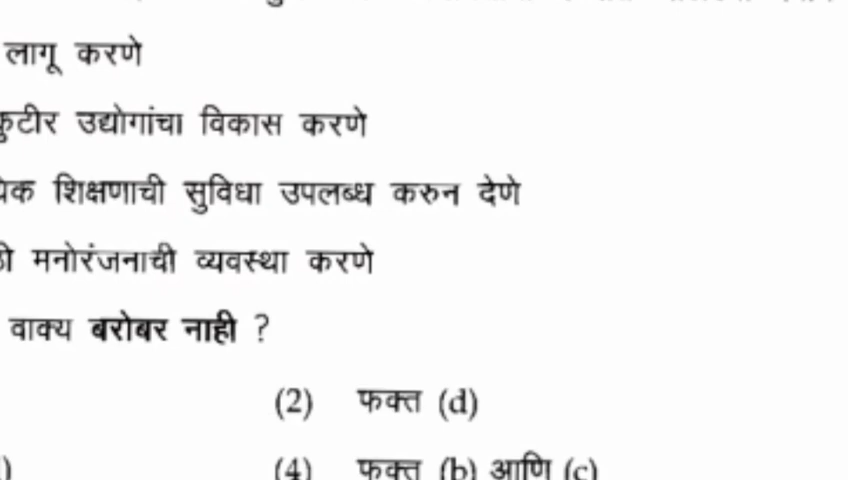 लागू करणे
कुटीर उद्योगांचा विकास करणे
शिक्षणाची सुविधा उपलब्ध करुन देणे
मनोरंजनाची व्यवस्था करणे
वाक्य बरोबर नाही ?
(2) फक्त (d)
(4) फक्त (b) आणि (c)